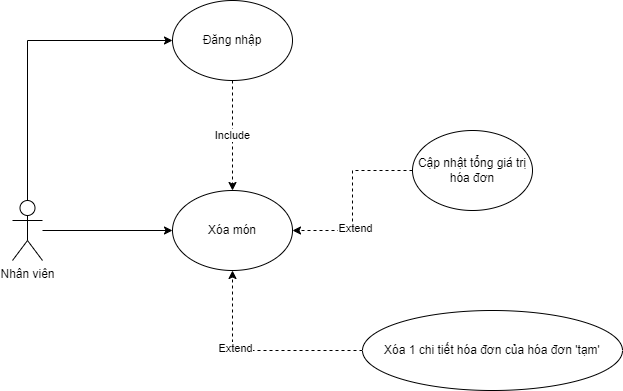 Đăng nhập
Include
Cập nhật tổng giá trị
hóa đơn
Xóa món
Extend
Nhân viên
Extend
Xóa 1 chi tiết hóa đơn của hóa đơn 'tạm'